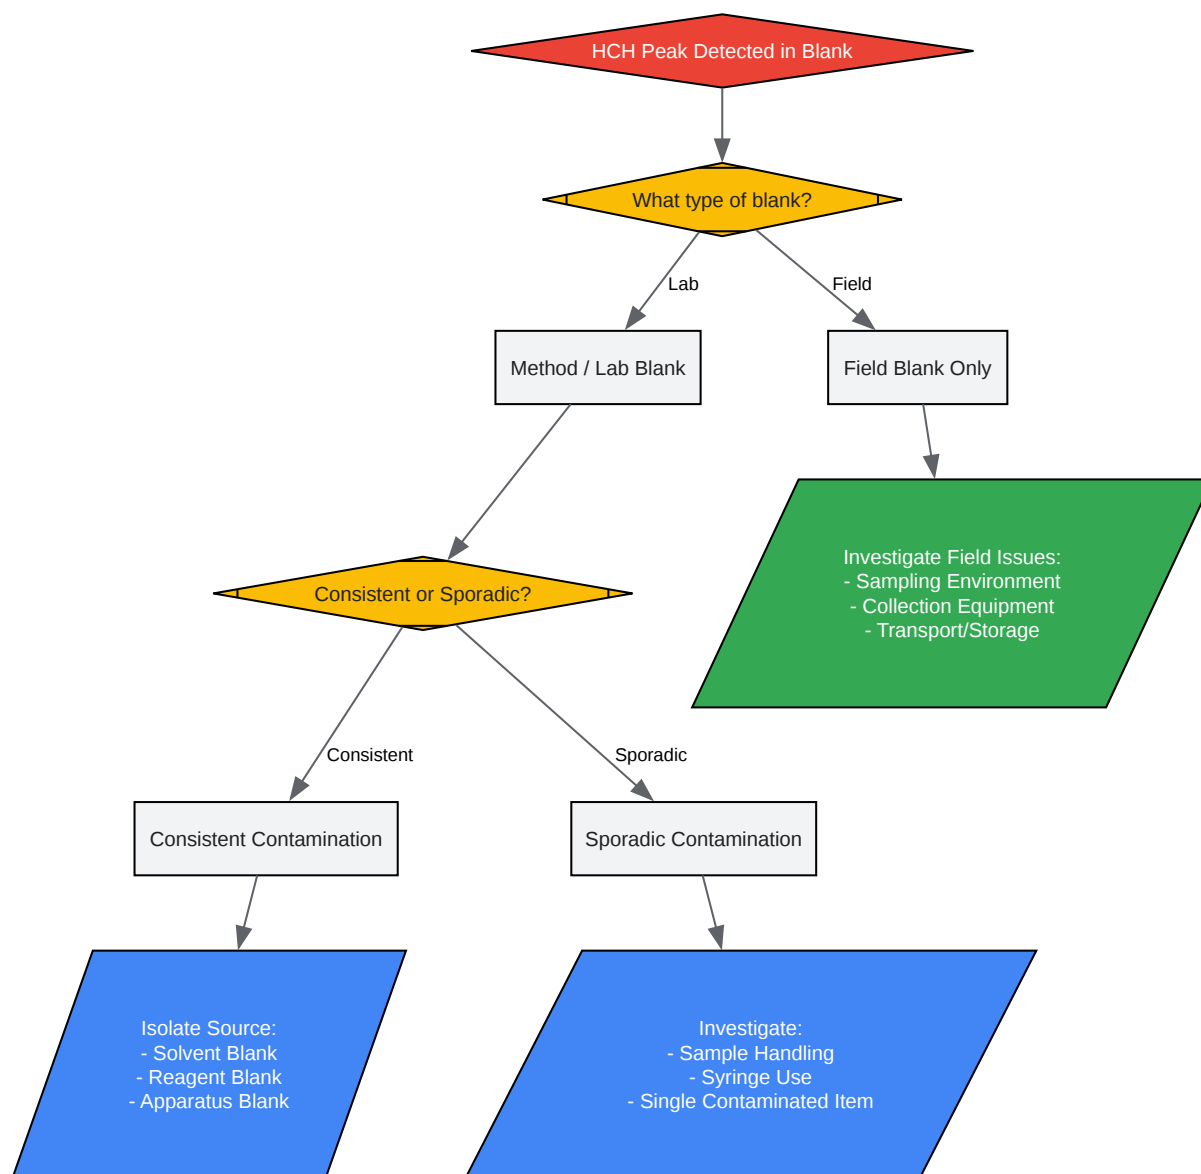 HCH Peak Detected in Blank
What type of blank?
Lab
Field
Method / Lab Blank
Field Blank Only
Investigate Field Issues:
- Sampling Environment
- Collection Equipment
- Transport/Storage
Consistent or Sporadic?
Consistent
Sporadic
Consistent Contamination
Sporadic Contamination
Isolate Source:
- Solvent Blank
- Reagent Blank
- Apparatus Blank
Investigate:
- Sample Handling
- Syringe Use
- Single Contaminated Item